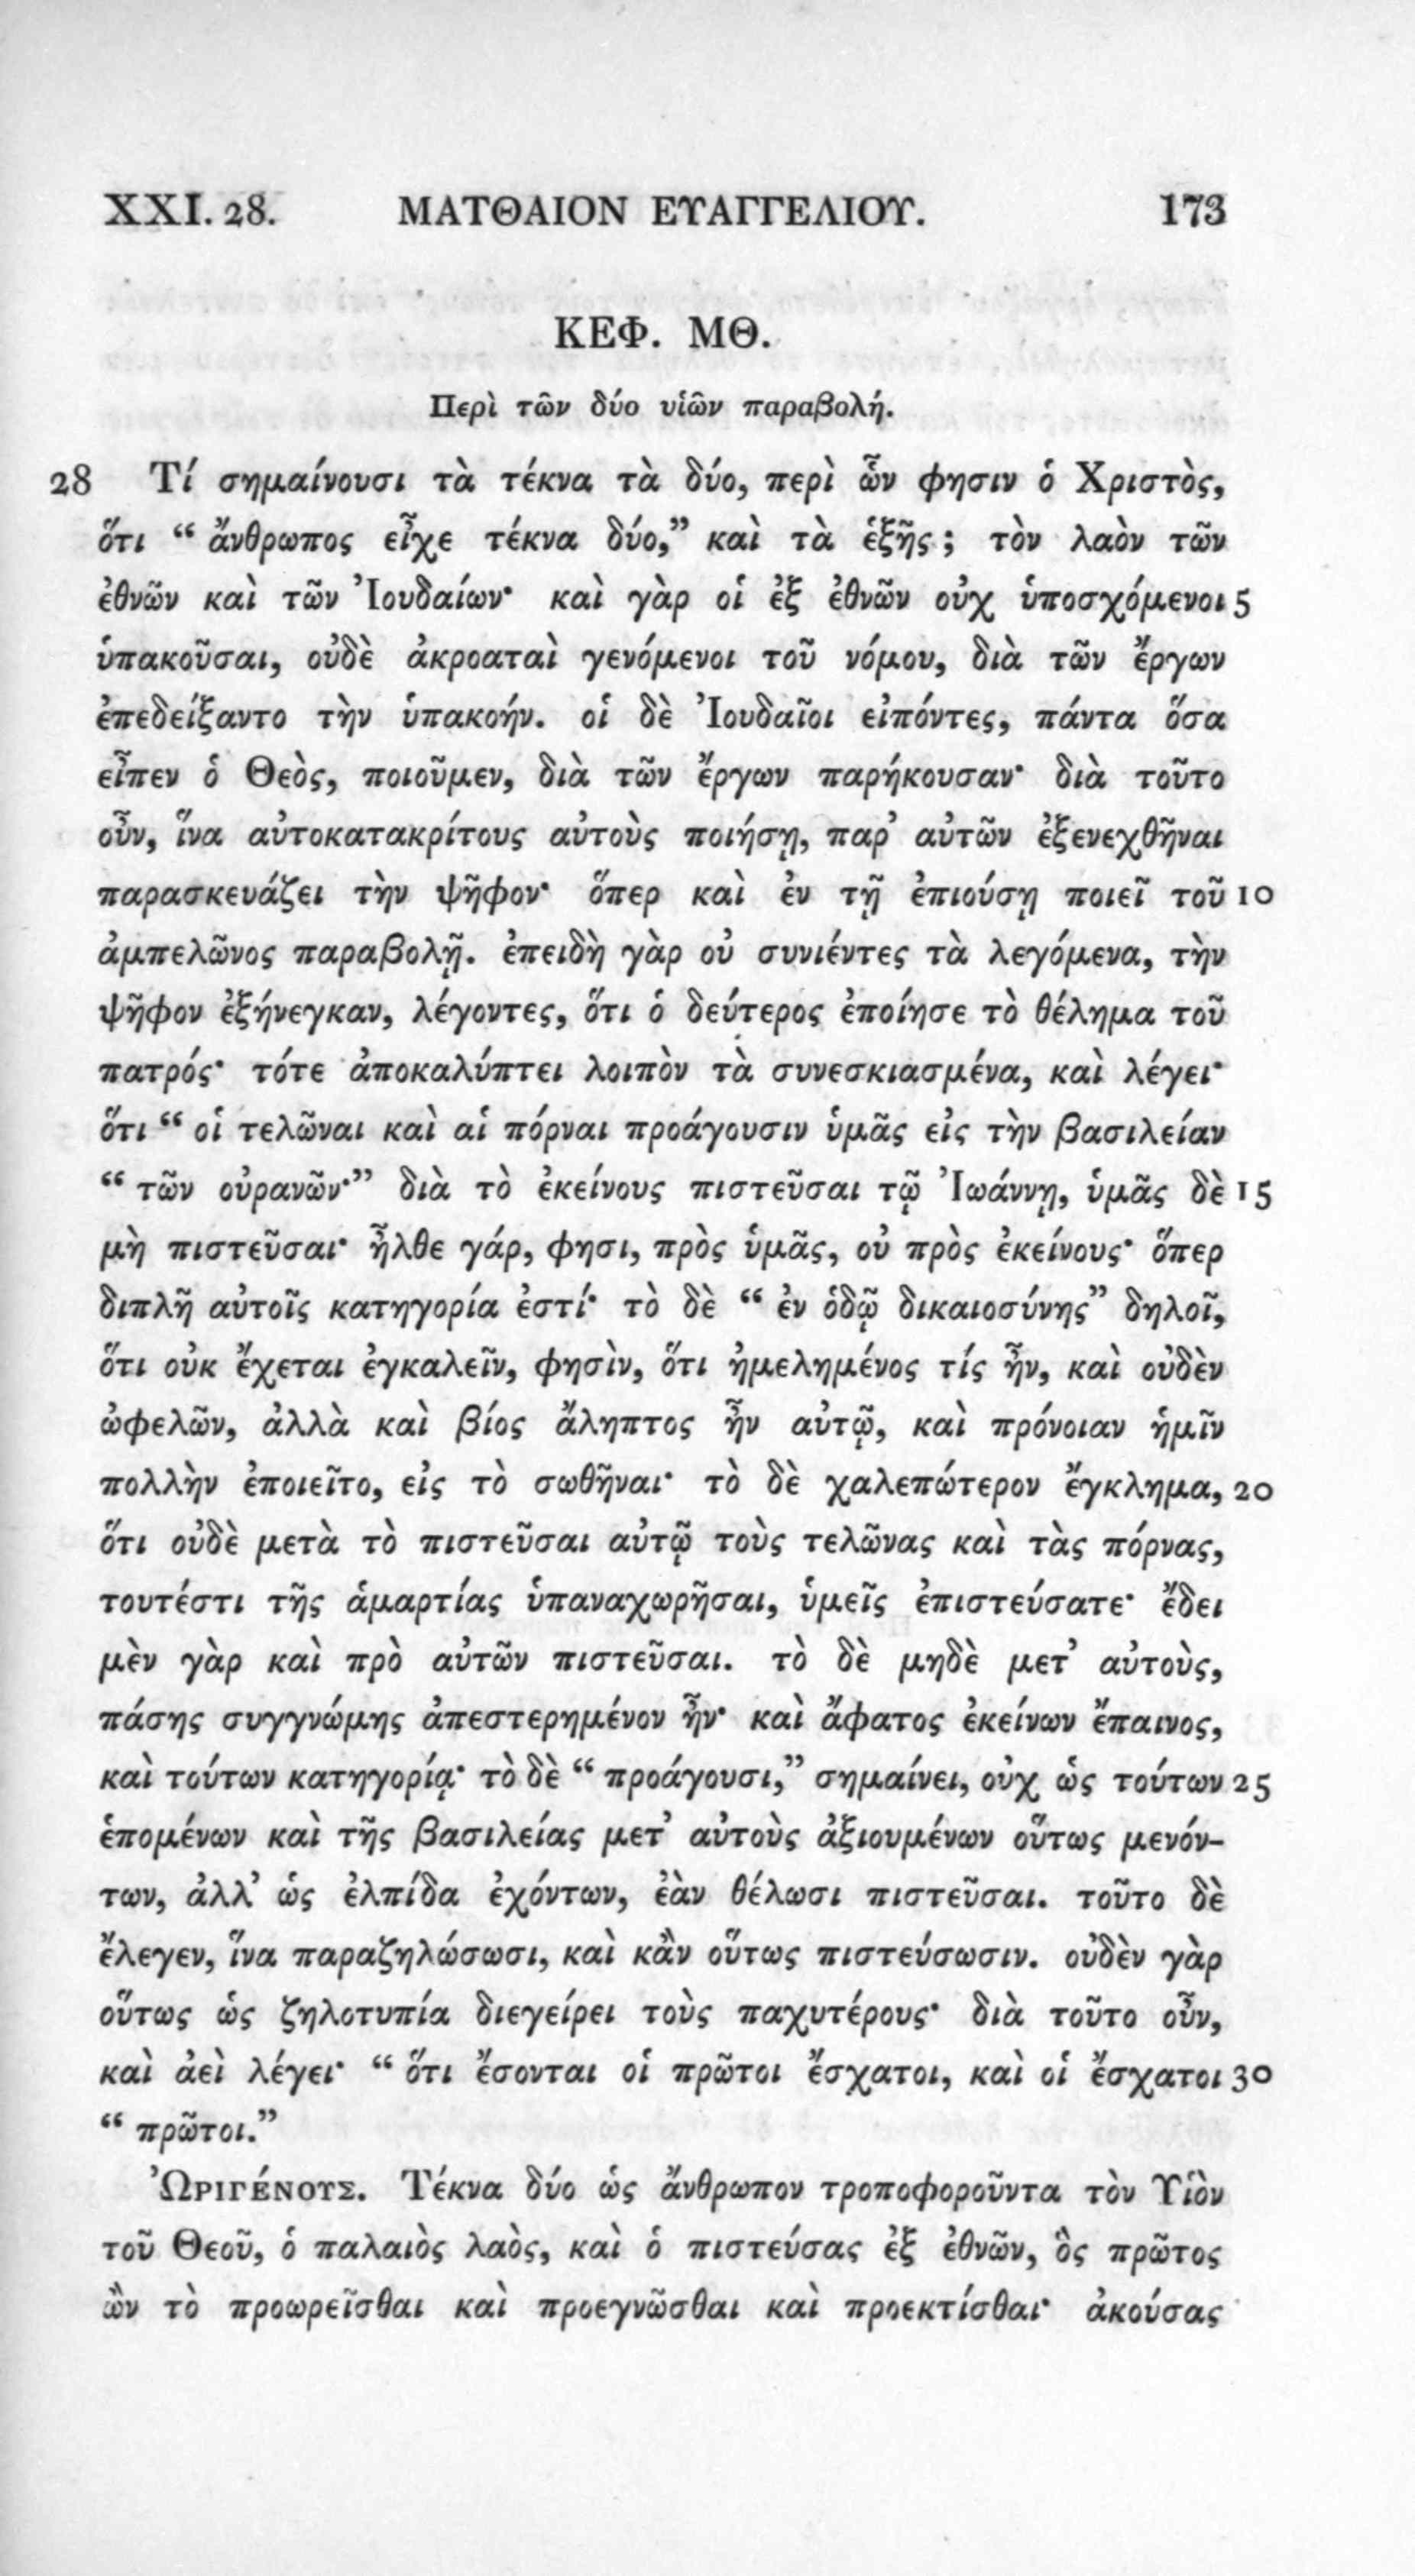 XXI. 28. ΜΑΤΘΑΙΟΝ ΕΥΑΓΓΕΛΙΟΥ. 173
ΚΕΦ. ΜΘ.
Περὶ τῶν δύο υἱῶν παραβολή.
28 Τί σημαίνουσι τὰ τέκνα τὰ δύο, περὶ ὧν φησιν ὁ Χριστὸς,
ὅτι “ ἄνθρωπος εἶχε τέκνα δύο,” καὶ τὰ ἑξῆς ; τὸν λαὸν τῶν
ἐθνῶν καὶ τῶν Ἰουδαίων· καὶ γὰρ οἱ ἐξ ἐθνῶν οὐχ ὑποσχόμενοι 5
ὑπακοῦσαι, οὐδὲ ἀκροαταὶ γενόμενοι τοῦ νόμου, διὰ τῶν ἔργων
ἐπεδείξαντο τὴν ὑπακοήν. οἱ δὲ Ἰουδαῖοι εἰπόντες, πάντα ὅσα
εἶπεν ὁ Θεὸς, ποιοῦμεν, διὰ τῶν ἔργων παρήκουσαν· διὰ τοῦτο
οὖν, ἵνα αὐτοκατακρίτους αὐτοὺς ποιήσῃ, παρ’ αὐτῶν ἐξενεχθῆναι
παρασκευάζει τὴν ψῆφον· ὅπερ καὶ ἐν τῇ ἐπιούσῃ ποιεῖ τοῦ 10
ἀμπελῶνος παραβολῇ. ἐπειδὴ γὰρ οὐ συνιέντες τὰ λεγόμενα, τὴν
ψῆφον ἐξήνεγκαν, λέγοντες, ὅτι ὁ δεύτερος ἐποίησε τὸ θέλημα τοῦ
πατρός· τότε ἀποκαλύπτει λοιπὸν τὰ συνεσκιασμένα, καὶ λέγει·
ὅτι “ οἱ τελῶναι καὶ αἱ πόρναι προάγουσιν ὑμᾶς εἰς τὴν βασιλείαν
“ τῶν οὐρανῶν·” διὰ τὸ ἐκείνους πιστεῦσαι τῷ Ἰωάννῃ, ὑμᾶς δὲ 15
μὴ πιστεῦσαι· ἦλθε γάρ, φησι, πρὸς ὑμᾶς, οὐ πρὸς ἐκείνους· ὅπερ
διπλῆ αὐτοῖς κατηγορία ἐστί· τὸ δὲ “ ἐν ὁδῷ δικαιοσύνης” δηλοῖ,
ὅτι οὐκ ἔχεται ἐγκαλεῖν, φησὶν, ὅτι ἠμελημένος τίς ἦν, καὶ οὐδὲν
ὠφελῶν, ἀλλὰ καὶ βίος ἄληπτος ἦν αὐτῷ, καὶ πρόνοιαν ἡμῖν
πολλὴν ἐποιεῖτο, εἰς τὸ σωθῆναι· τὸ δὲ χαλεπώτερον ἔγκλημα, 20
ὅτι οὐδὲ μετὰ τὸ πιστεῦσαι αὐτῷ τοὺς τελῶνας καὶ τὰς πόρνας,
τουτέστι τῆς ἁμαρτίας ὑπαναχωρῆσαι, ὑμεῖς ἐπιστεύσατε· ἔδει
μὲν γὰρ καὶ πρὸ αὐτῶν πιστεῦσαι. τὸ δὲ μηδὲ μετ’ αὐτοὺς,
πάσης συγγνώμης ἀπεστερημένον ἦν· καὶ ἄφατος ἐκείνων ἔπαινος,
καὶ τούτων κατηγορίᾳ· τὸ δὲ “ προάγουσι,” σημαίνει, οὐχ ὡς τούτων 25
ἑπομένων καὶ τῆς βασιλείας μετ’ αὐτοὺς ἀξιουμένων οὕτως μενόν-
των, ἀλλ’ ὡς ἐλπίδα ἐχόντων, ἐὰν θέλωσι πιστεῦσαι. τοῦτο δὲ
ἔλεγεν, ἵνα παραζηλώσωσι, καὶ κἂν οὕτως πιστεύσωσιν. οὐδὲν γὰρ
οὕτως ὡς ζηλοτυπία διεγείρει τοὺς παχυτέρους· διὰ τοῦτο οὖν,
καὶ ἀεὶ λέγει· “ ὅτι ἔσονται οἱ πρῶτοι ἔσχατοι, καὶ οἱ ἔσχατοι 30
“ πρῶτοι.”
ὨΡΙΓΈΝΟΥΣ. Τέκνα δύο ὡς ἄνθρωπον τροποφοροῦντα τὸν Υἱὸν
τοῦ Θεοῦ, ὁ παλαιὸς λαὸς, καὶ ὁ πιστεύσας ἐξ ἐθνῶν, ὃς πρῶτος
ὢν τὸ προωρεῖσθαι καὶ προεγνῶσθαι καὶ προεκτίσθαι· ἀκούσας